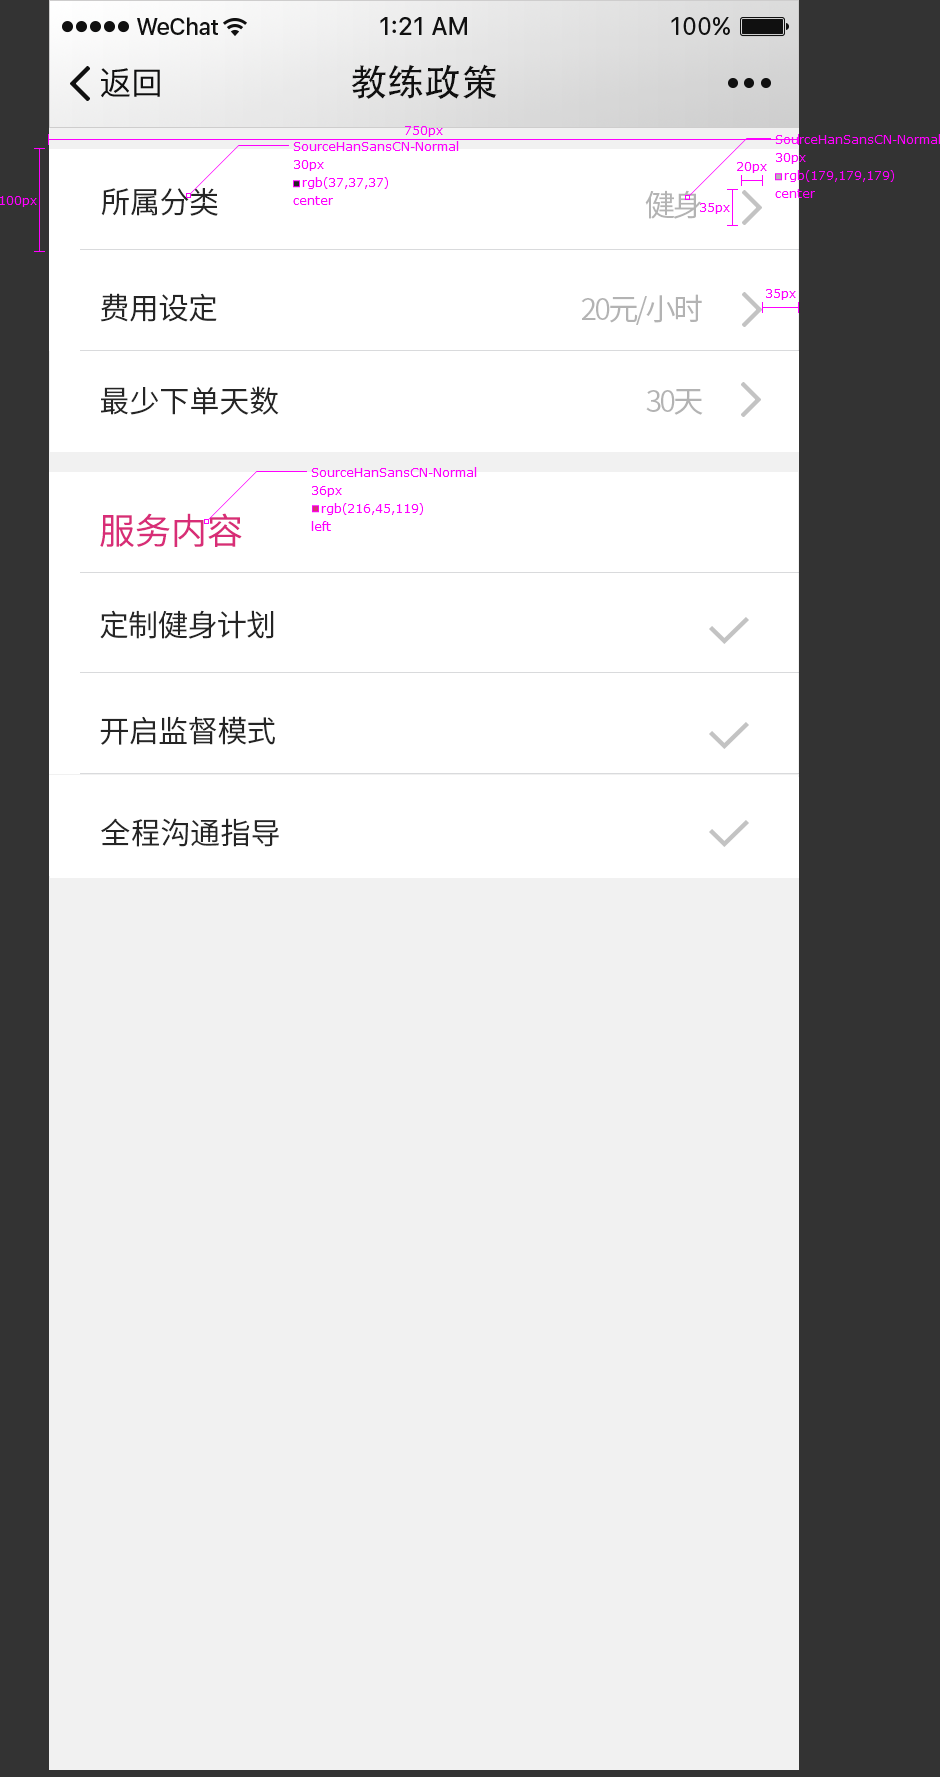 WeChat 1:21 AM 100%
返回 教练政策
750px
SourceHanSansCN-Normal
30px
rgb(37,37,37)
center
SourceHanSansCN-Normal
30px
rgb(179,179,179)
center
100px
20px
35px
所属分类 健身
35px
费用设定 20元/小时
最少下单天数 30天
SourceHanSansCN-Normal
36px
rgb(216,45,119)
left
服务内容
定制健身计划
开启监督模式
全程沟通指导